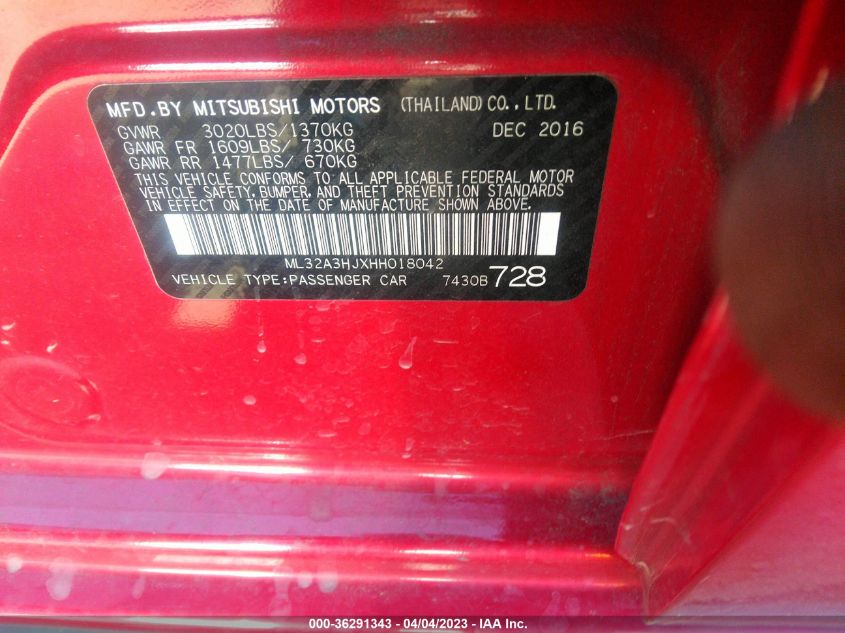 MFD.BY MITSUBISHI MOTORS (THAILAND)CO.,LTD.
GVWR 3020LBS/1370KG DEC 2016
GAWR FR 1609LBS/ 730KG
GAWR RR 1477LBS/ 670KG
THIS VEHICLE CONFORMS TO ALL APPLICABLE FEDERAL MOTOR
VEHICLE SAFETY, BUMPER, AND THEFT PREVENTION STANDARDS
IN EFFECT ON THE DATE OF MANUFACTURE SHOWN ABOVE.
ML32A3HJXHH018042
VEHICLE TYPE:PASSENGER CAR 7430B 728
000-36291343 - 04/04/2023 - IAA Inc.